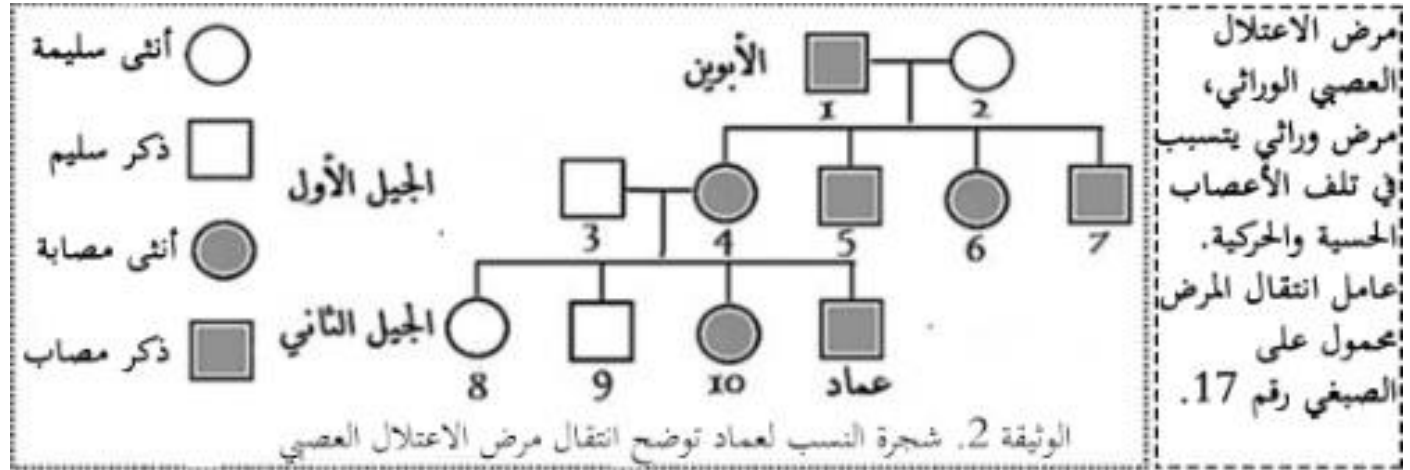 مرض الاعتلال
العصبي الوراثي،
مرض وراثي يتسبب
في تلف الأعصاب
الحسية والحركية.
عامل انتقال المرض
محمول على
الصبغي رقم 17.
أنثى سليمة
ذكر سليم
أنثى مصابة
ذكر مصاب
الأبوين
1 2
الجيل الأول
3 4 5 6 7
الجيل الثاني
8 9 10 عماد
الوثيقة 2. شجرة النسب لعماد توضح انتقال مرض الاعتلال العصبي